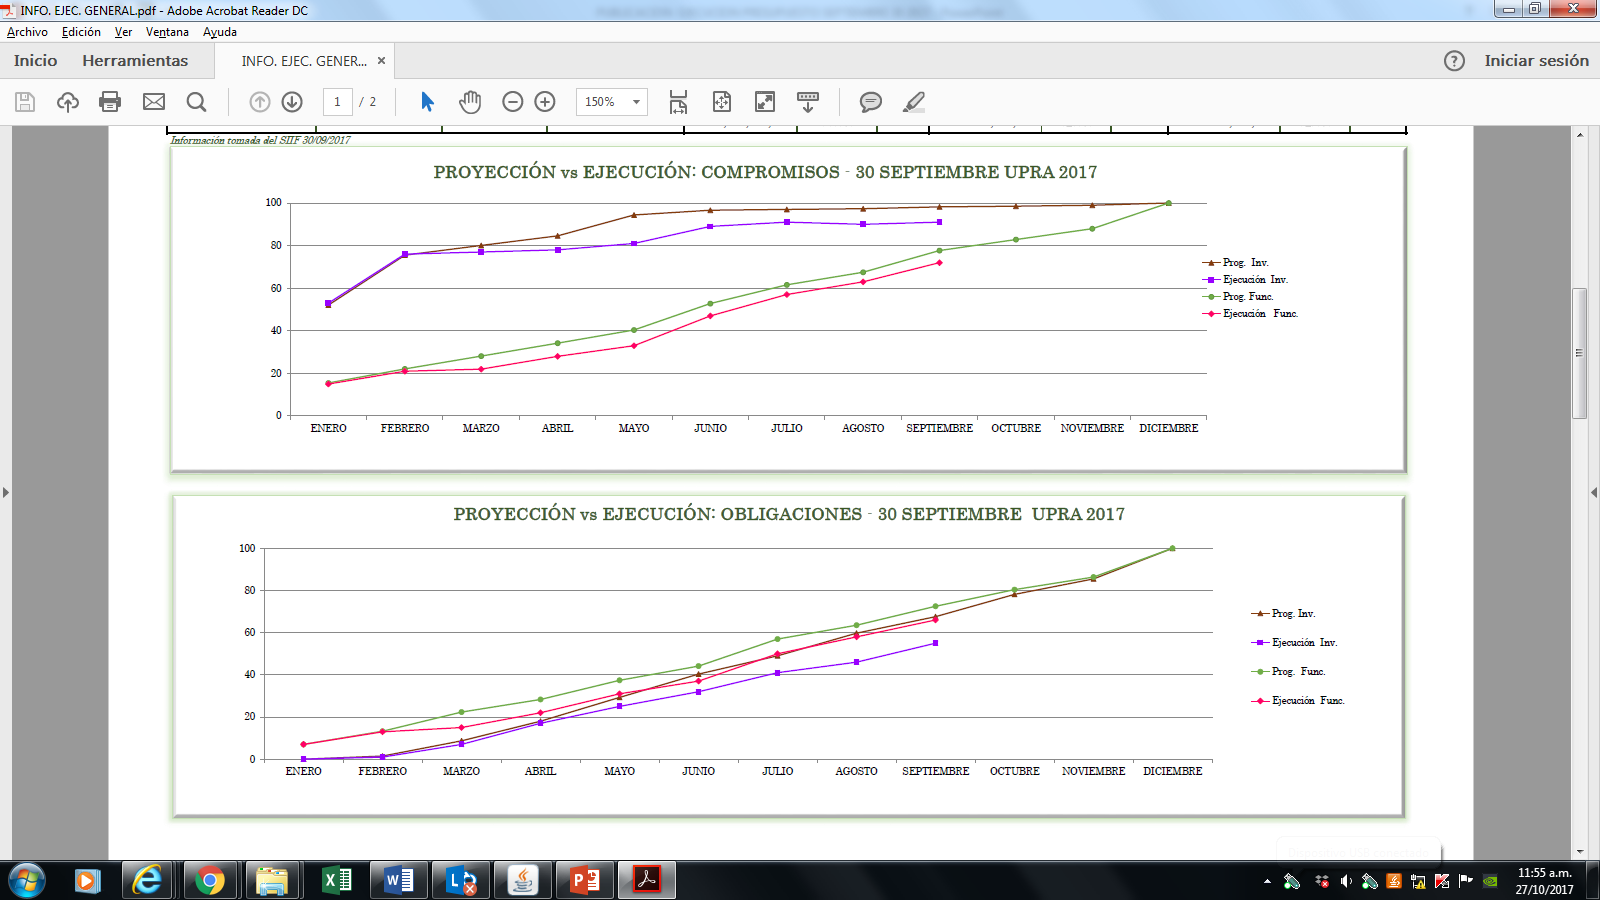 INFO. EJEC. GENERAL.pdf - Adobe Acrobat Reader DC
Archivo Edición Ver Ventana Ayuda
Inicio Herramientas INFO. EJEC. GENER... × Iniciar sesión
1 / 2 150%
Información tomada del SIIF 30/09/2017
PROYECCIÓN vs EJECUCIÓN: COMPROMISOS - 30 SEPTIEMBRE UPRA 2017
100
80
60
40
20
0
ENERO FEBRERO MARZO ABRIL MAYO JUNIO JULIO AGOSTO SEPTIEMBRE OCTUBRE NOVIEMBRE DICIEMBRE
Prog. Inv.
Ejecución Inv.
Prog. Func.
Ejecución Func.
PROYECCIÓN vs EJECUCIÓN: OBLIGACIONES - 30 SEPTIEMBRE UPRA 2017
100
80
60
40
20
0
ENERO FEBRERO MARZO ABRIL MAYO JUNIO JULIO AGOSTO SEPTIEMBRE OCTUBRE NOVIEMBRE DICIEMBRE
Prog. Inv.
Ejecución Inv.
Prog. Func.
Ejecución Func.
11:55 a.m.
27/10/2017